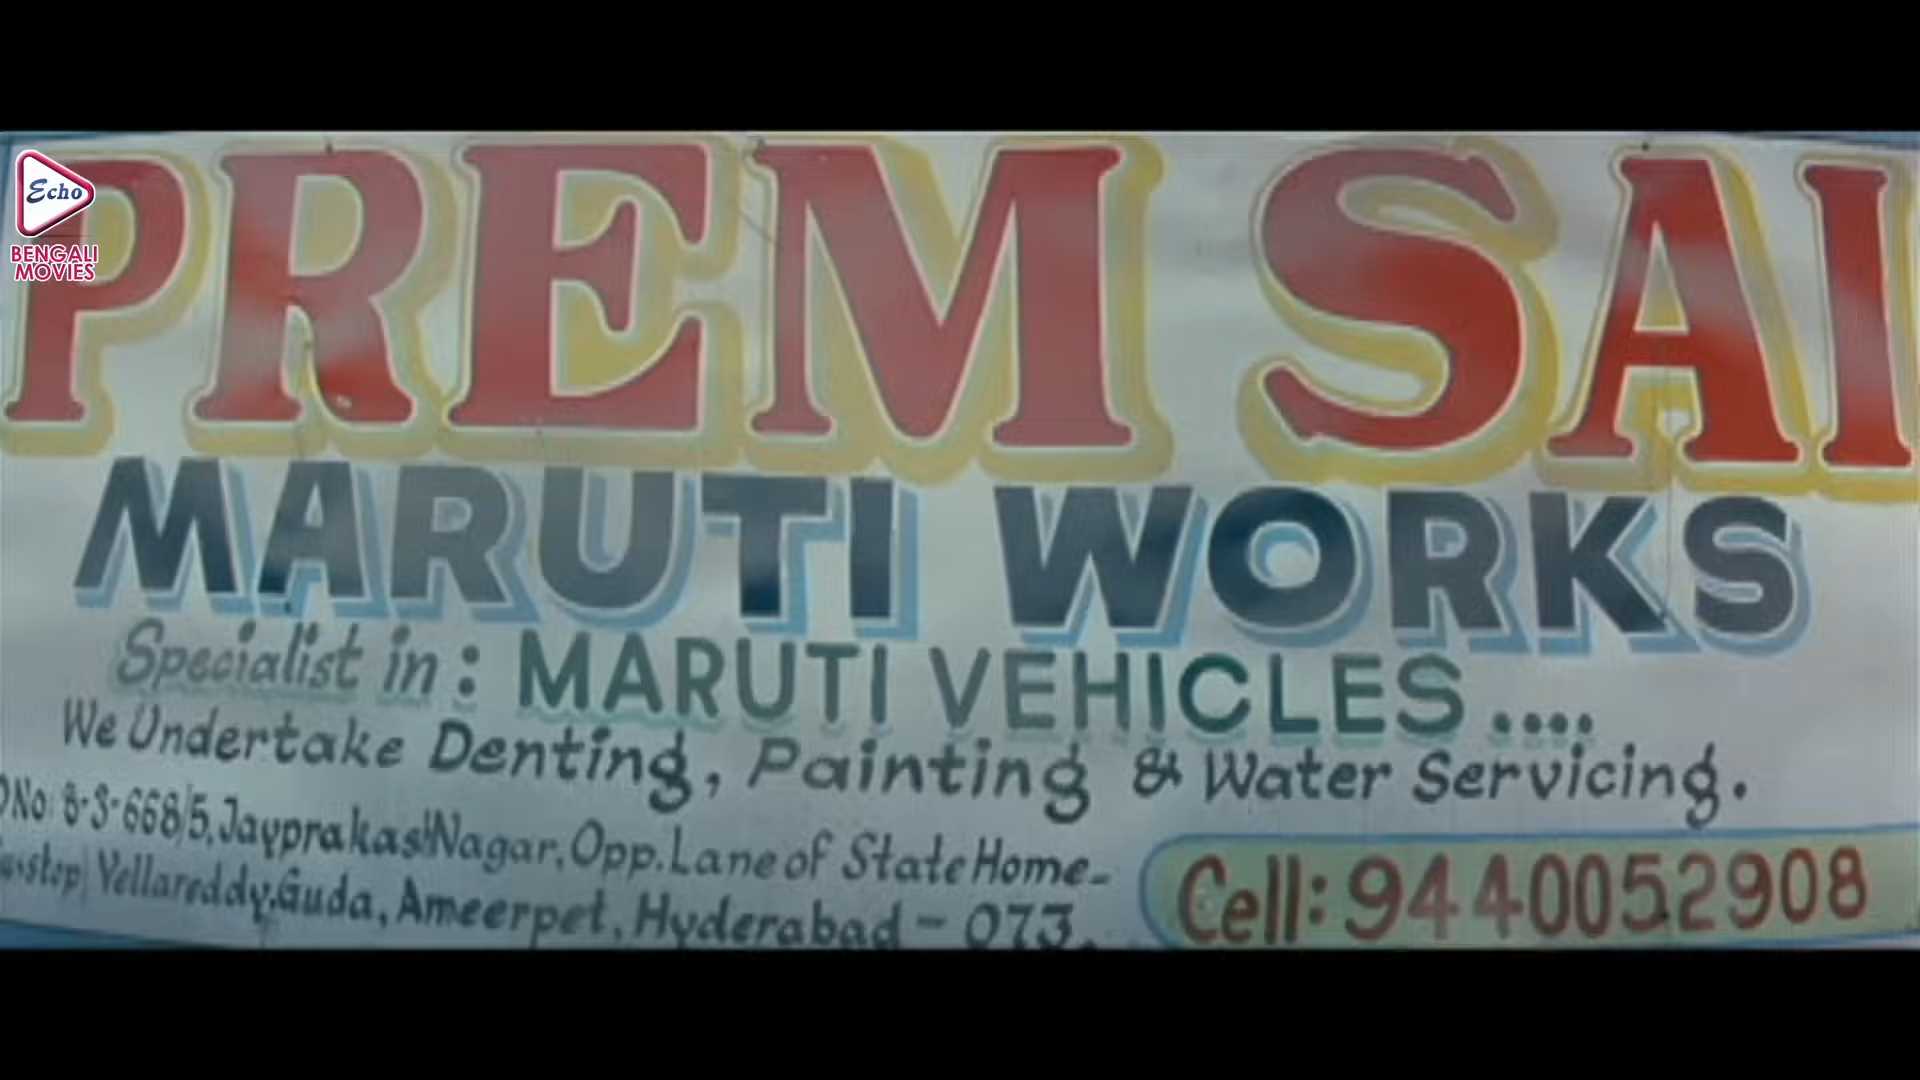 Echo
BENGALI
MOVIES
PREM SAI
MARUTI WORKS
Specialist in: MARUTI VEHICLES ....
We Undertake Denting, Painting & Water Servicing.
No: 8-3-668/5, Jayprakash Nagar, Opp. Lane of State Home-
Yellareddy Guda, Ameerpet, Hyderabad - 073.
Cell: 9440052908